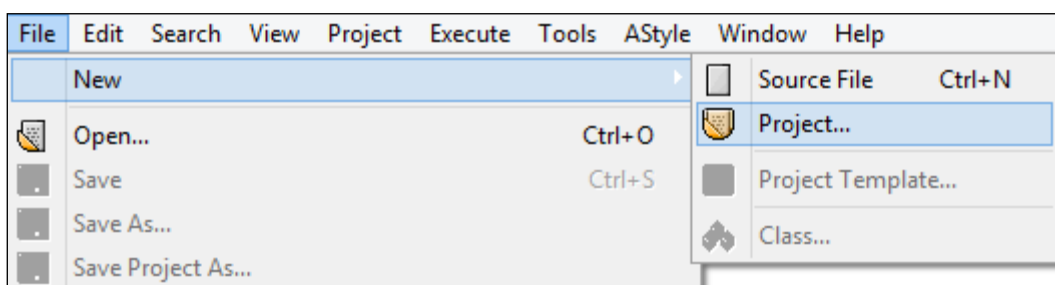 File Edit Search View Project Execute Tools AStyle Window Help
New
Source File Ctrl+N
Project...
Open... Ctrl+O
Save Ctrl+S
Project Template...
Save As...
Class...
Save Project As...